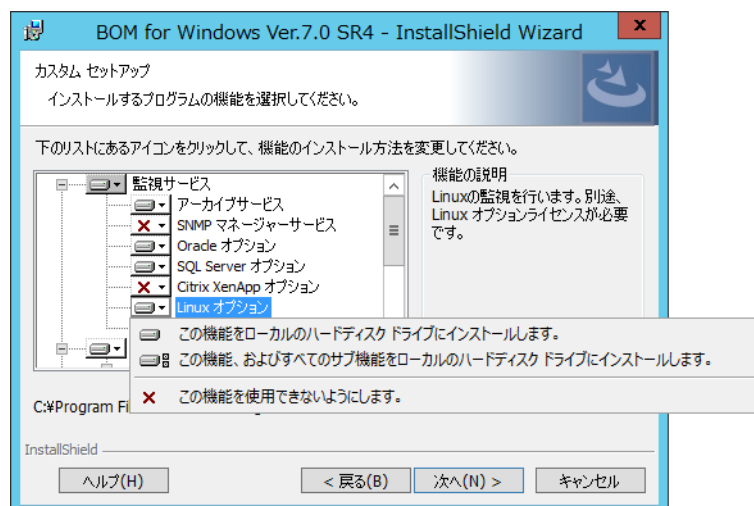 BOM for Windows Ver.7.0 SR4 - InstallShield Wizard
カスタム セットアップ
インストールするプログラムの機能を選択してください。
下のリストにあるアイコンをクリックして、機能のインストール方法を変更してください。
監視サービス
アーカイブサービス
SNMP マネージャーサービス
Oracle オプション
SQL Server オプション
Citrix XenApp オプション
Linux オプション
機能の説明
Linuxの監視を行います。別途、
Linux オプションライセンスが必要
です。
この機能をローカルのハードディスク ドライブにインストールします。
この機能、およびすべてのサブ機能をローカルのハードディスク ドライブにインストールします。
この機能を使用できないようにします。
C:¥Program Fi
InstallShield
ヘルプ(H)
< 戻る(B)
次へ(N) >
キャンセル